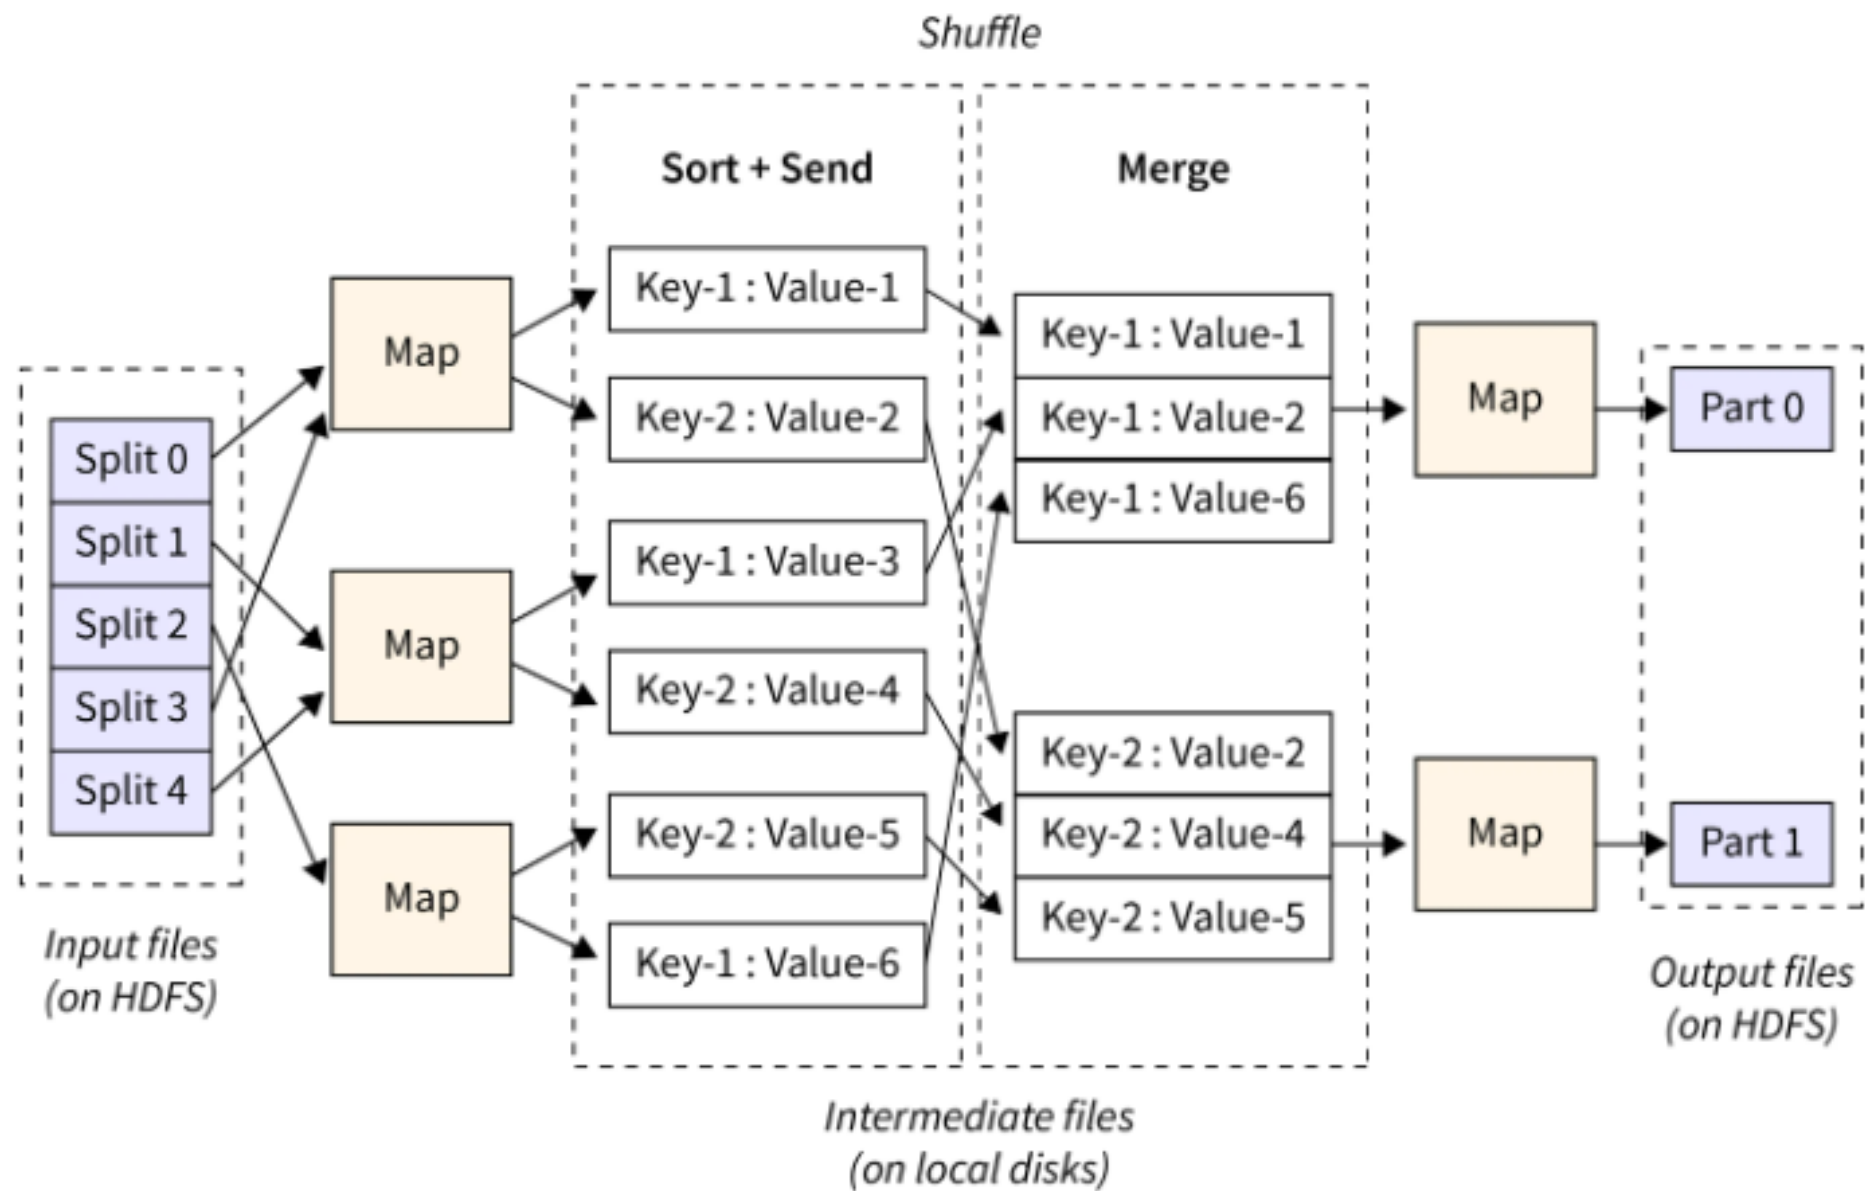 Shuffle
Sort + Send
Merge
Split 0
Split 1
Split 2
Split 3
Split 4
Input files
(on HDFS)
Map
Map
Map
Key-1 : Value-1
Key-2 : Value-2
Key-1 : Value-3
Key-2 : Value-4
Key-2 : Value-5
Key-1 : Value-6
Key-1 : Value-1
Key-1 : Value-2
Key-1 : Value-6
Key-2 : Value-2
Key-2 : Value-4
Key-2 : Value-5
Intermediate files
(on local disks)
Map
Map
Part 0
Part 1
Output files
(on HDFS)